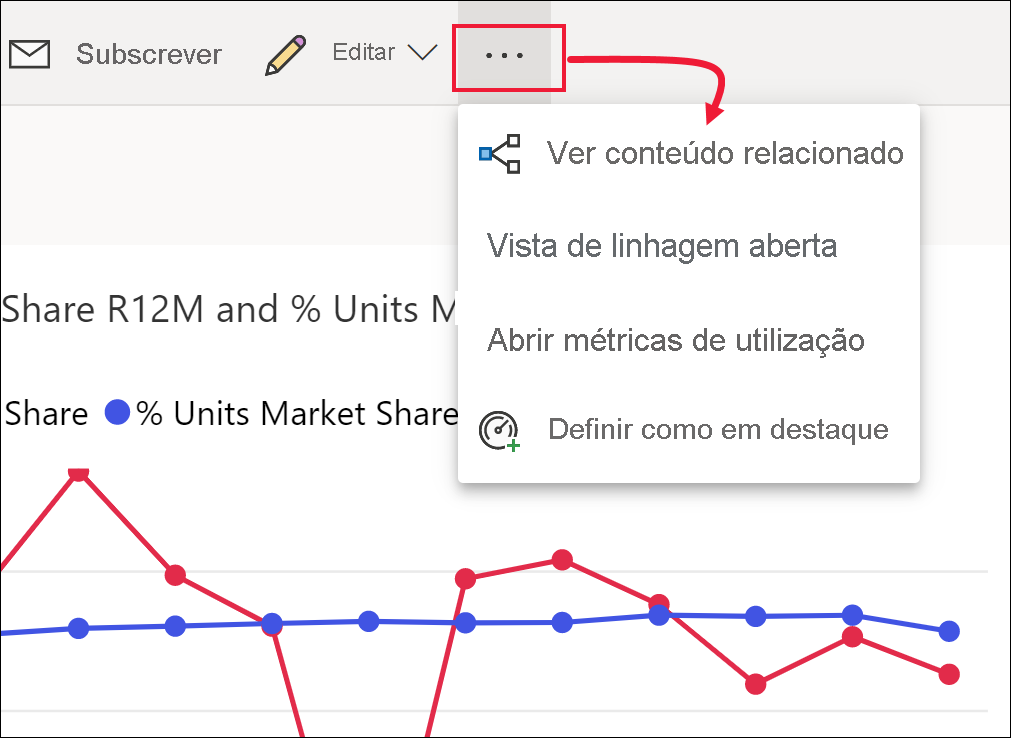 Subscrever Editar ...
Ver conteúdo relacionado
Vista de linhagem aberta
Share R12M and % Units M
Abrir métricas de utilização
Share % Units Market Share
Definir como em destaque